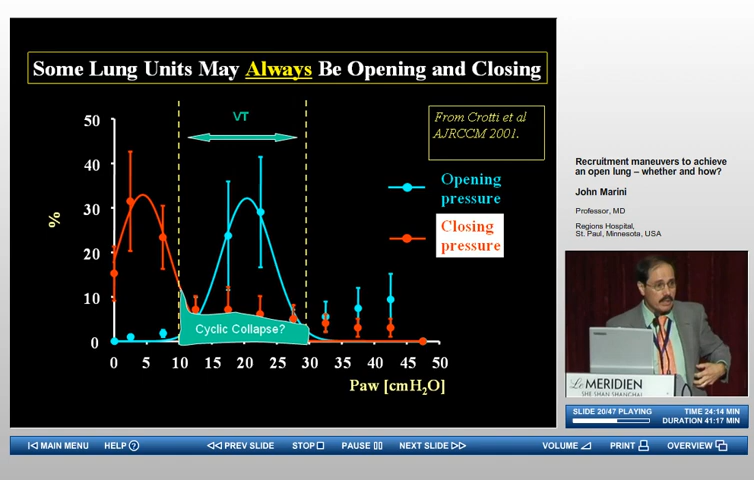 Some Lung Units May Always Be Opening and Closing
VT
From Crotti et al
AJRCCM 2001.
Opening
pressure
Closing
pressure
%
50
40
30
20
10
0
Cyclic Collapse?
0 5 10 15 20 25 30 35 40 45 50
Paw [cmH₂O]
Recruitment maneuvers to achieve
an open lung – whether and how?
John Marini
Professor, MD
Regions Hospital,
St. Paul, Minnesota, USA
Le MERIDIEN
SHE SHAN SHANGHAI
SLIDE 20/47 PLAYING TIME 24:14 MIN
DURATION 41:17 MIN
MAIN MENU HELP ? PREV SLIDE STOP PAUSE NEXT SLIDE VOLUME PRINT OVERVIEW